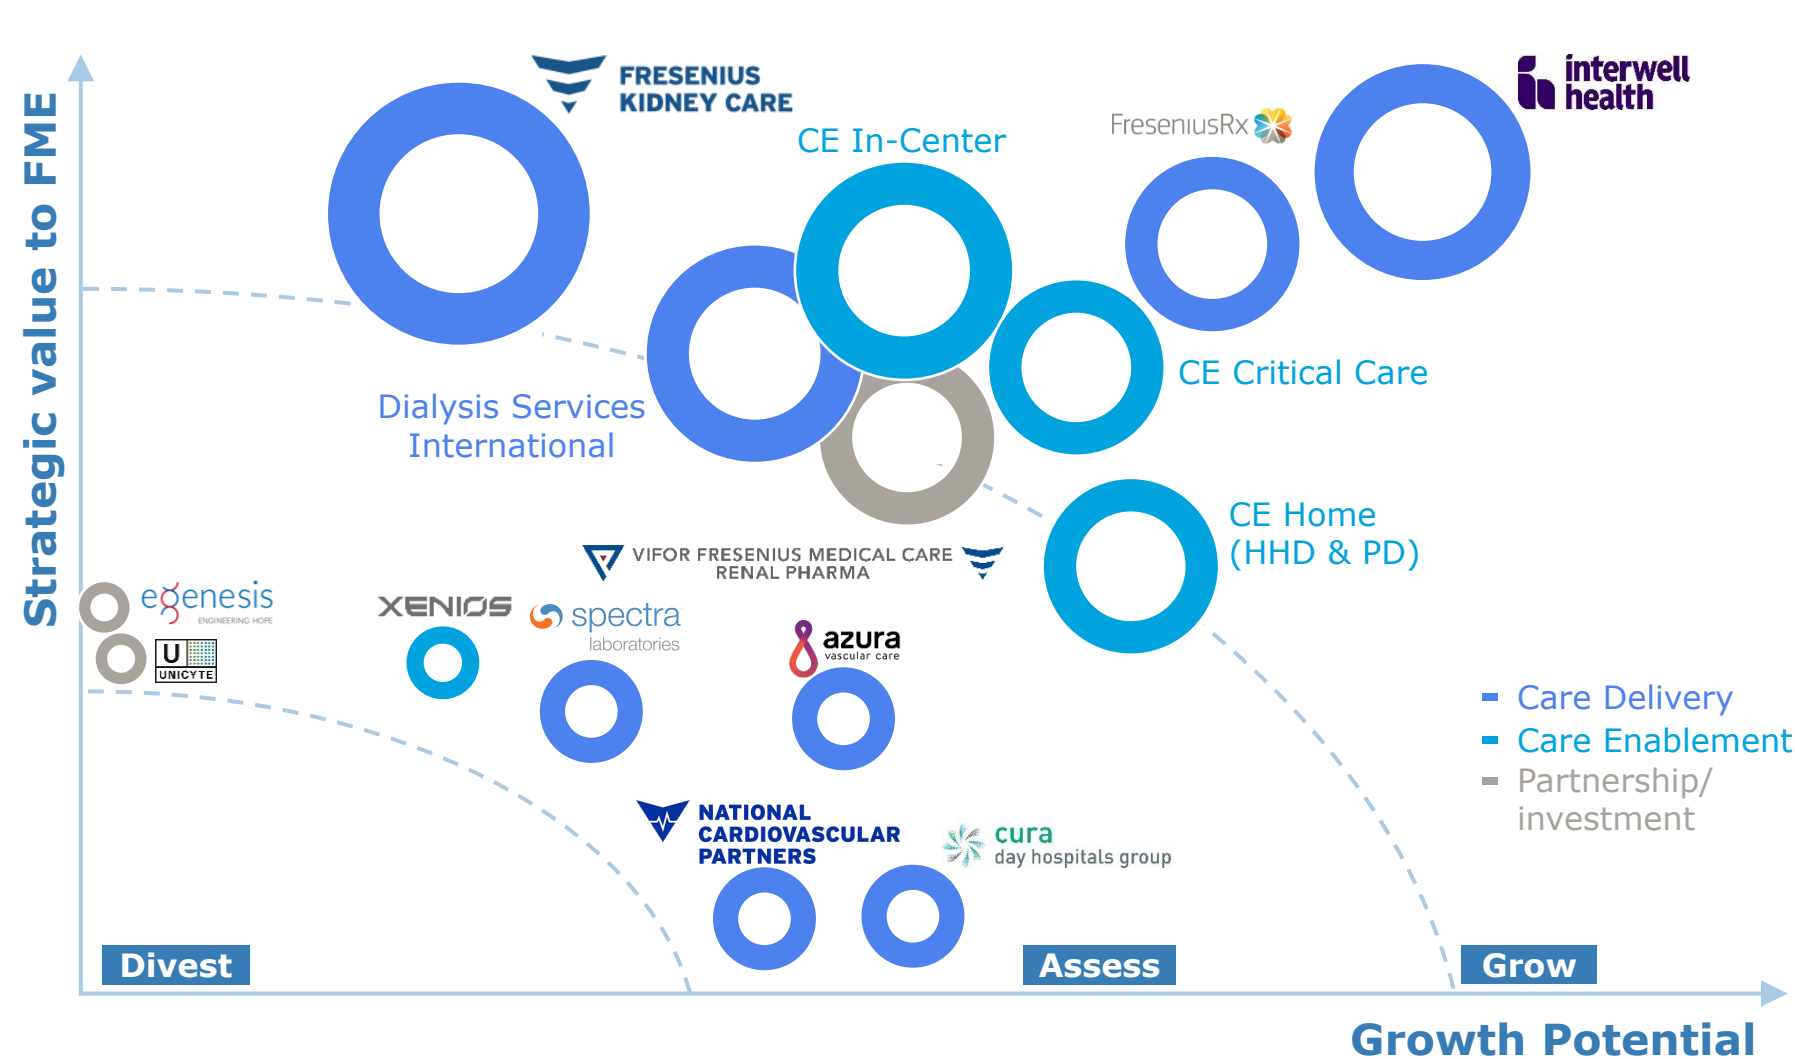 Strategic value to FME
FRESENIUS
KIDNEY CARE
interwell
health
FreseniusRx
CE In-Center
CE Critical Care
Dialysis Services
International
CE Home
(HHD & PD)
VIFOR FRESENIUS MEDICAL CARE
RENAL PHARMA
egenesis
ENGINEERING HOPE
U
UNICYTE
XENIOS
spectra
laboratories
azura
vascular care
Care Delivery
Care Enablement
Partnership/
investment
NATIONAL
CARDIOVASCULAR
PARTNERS
cura
day hospitals group
Divest
Assess
Grow
Growth Potential